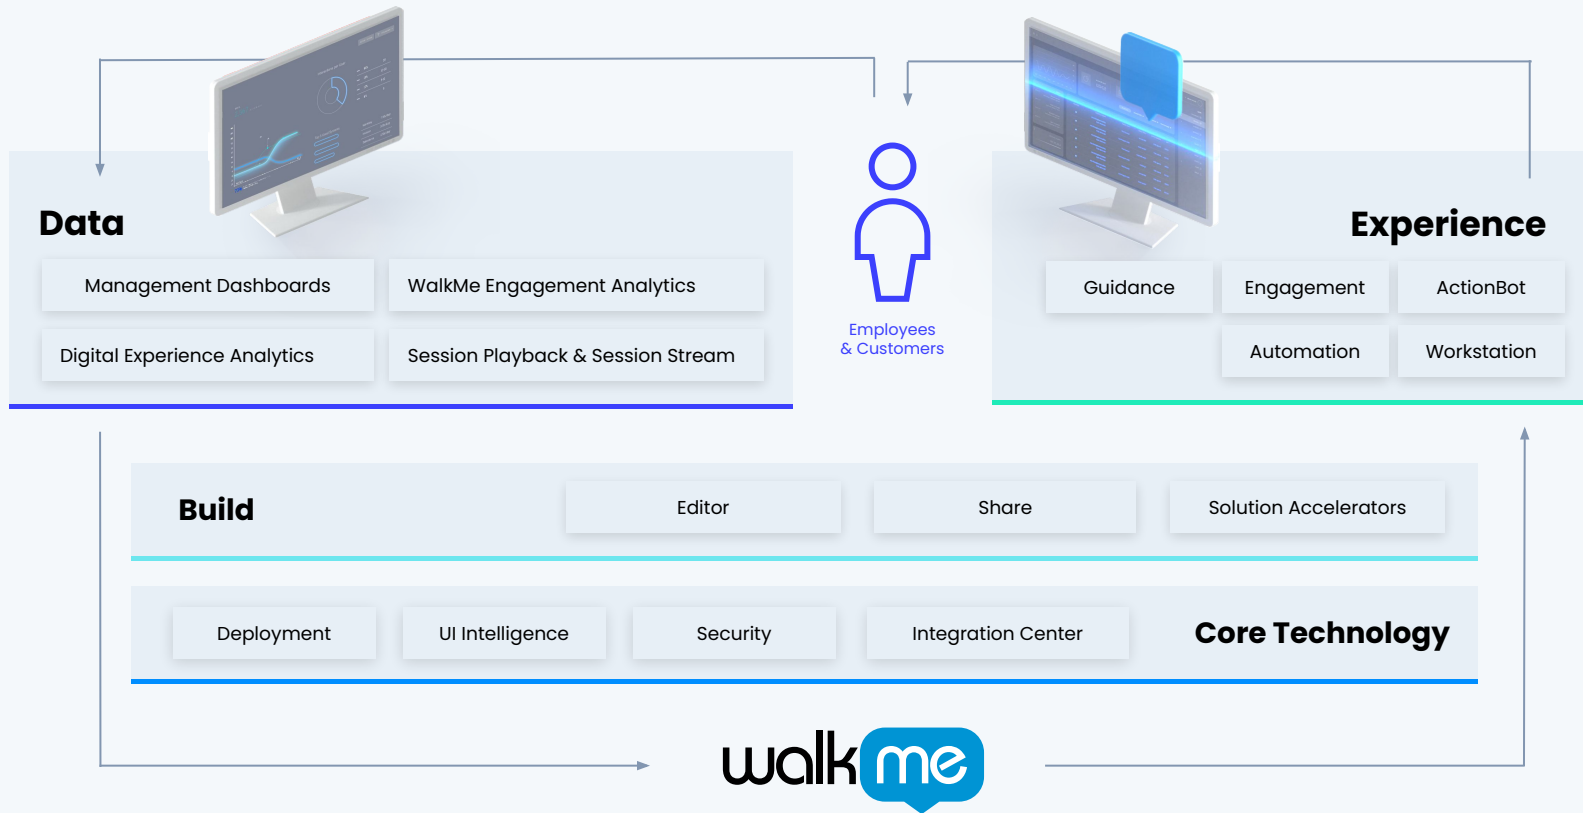 Data
Management Dashboards
WalkMe Engagement Analytics
Digital Experience Analytics
Session Playback & Session Stream
Employees
& Customers
Experience
Guidance
Engagement
ActionBot
Automation
Workstation
Build
Editor
Share
Solution Accelerators
Deployment
UI Intelligence
Security
Integration Center
Core Technology
walkme